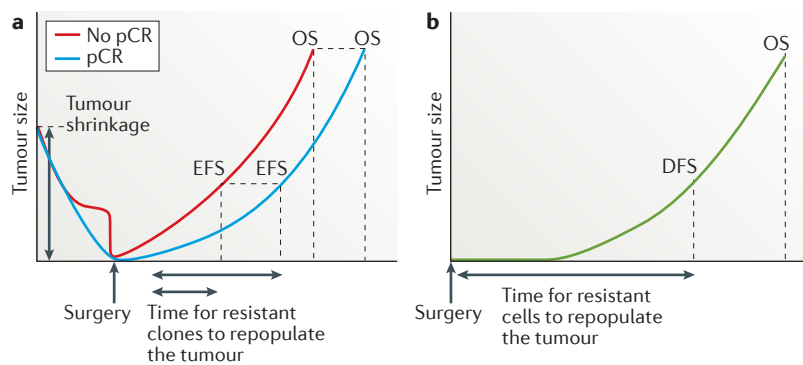 a
No pCR
pCR
OS
OS
Tumour
shrinkage
EFS
EFS
Tumour size
Surgery
Time for resistant
clones to repopulate
the tumour
b
OS
DFS
Tumour size
Surgery
Time for resistant
cells to repopulate
the tumour